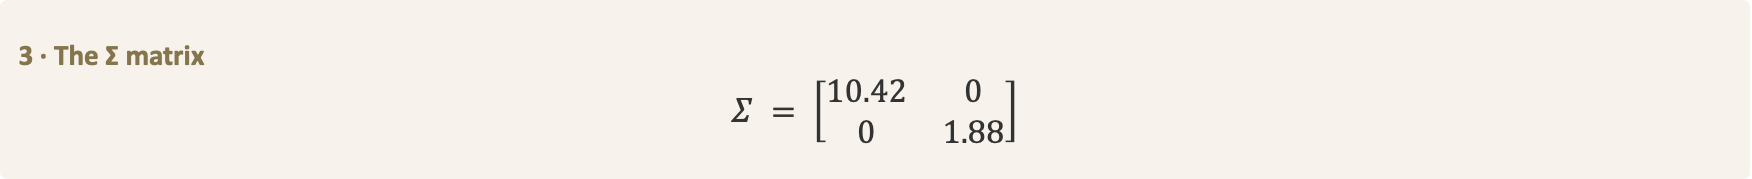 3 · The Σ matrix
Σ = [10.42 0
0 1.88]